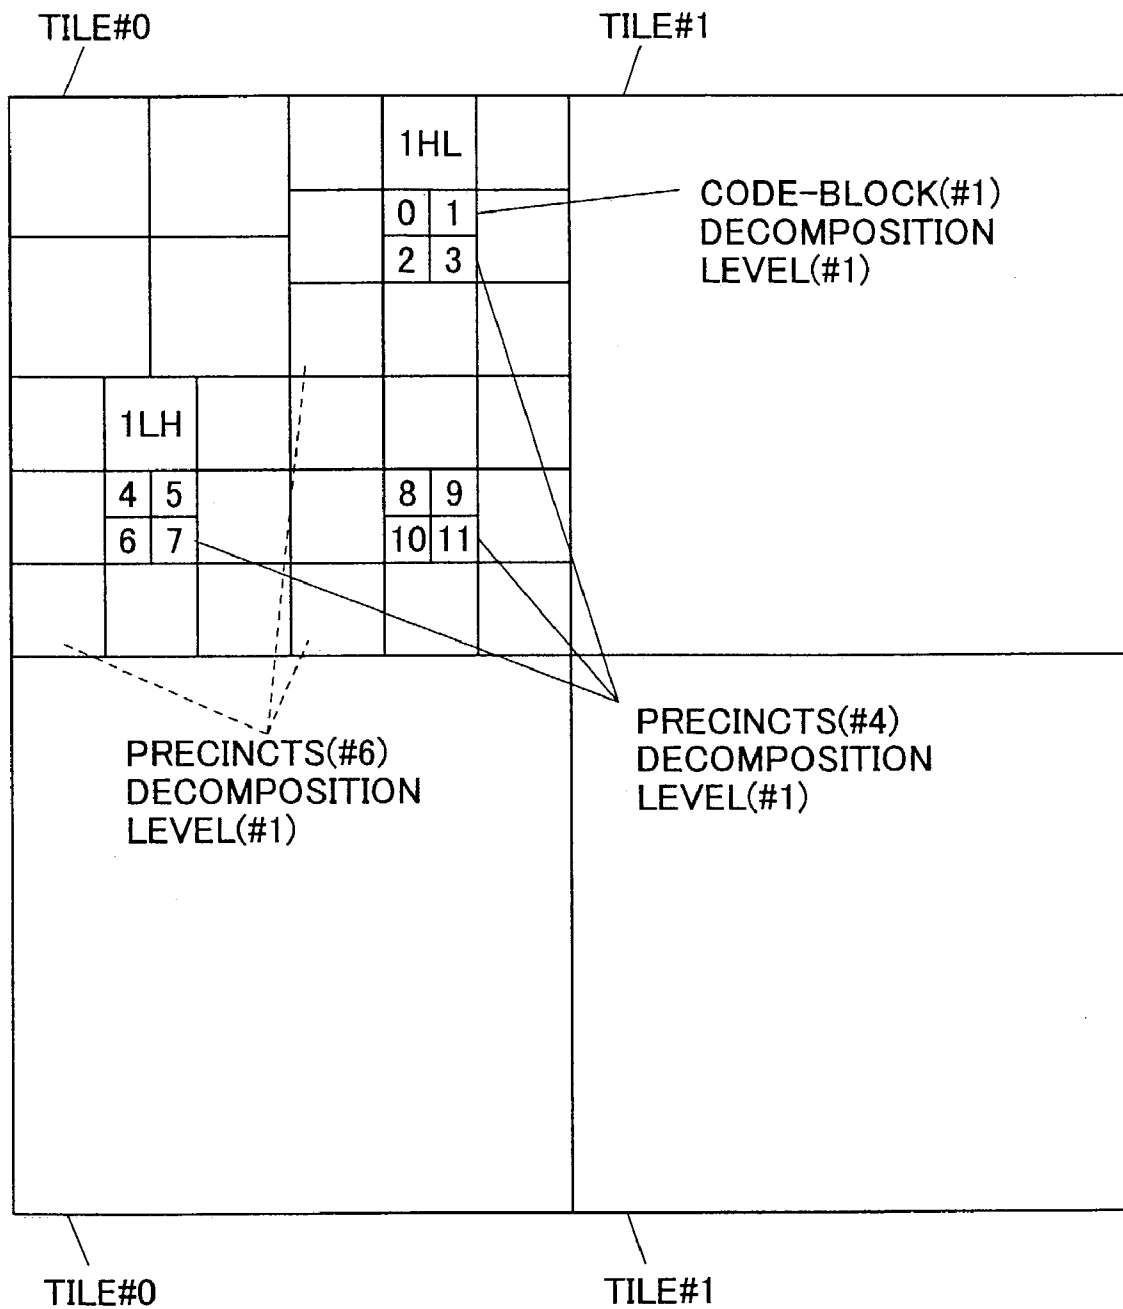 TILE#0
TILE#1
1HL
CODE-BLOCK(#1)
DECOMPOSITION
LEVEL(#1)
0 1
2 3
1LH
4 5
6 7
8 9
10 11
PRECINCTS(#6)
DECOMPOSITION
LEVEL(#1)
PRECINCTS(#4)
DECOMPOSITION
LEVEL(#1)
TILE#0
TILE#1